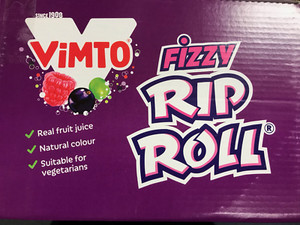 SINCE 1908
ViMTO
Real fruit juice
Natural colour
Suitable for
vegetarians
FiZZY
RIP
ROLL®